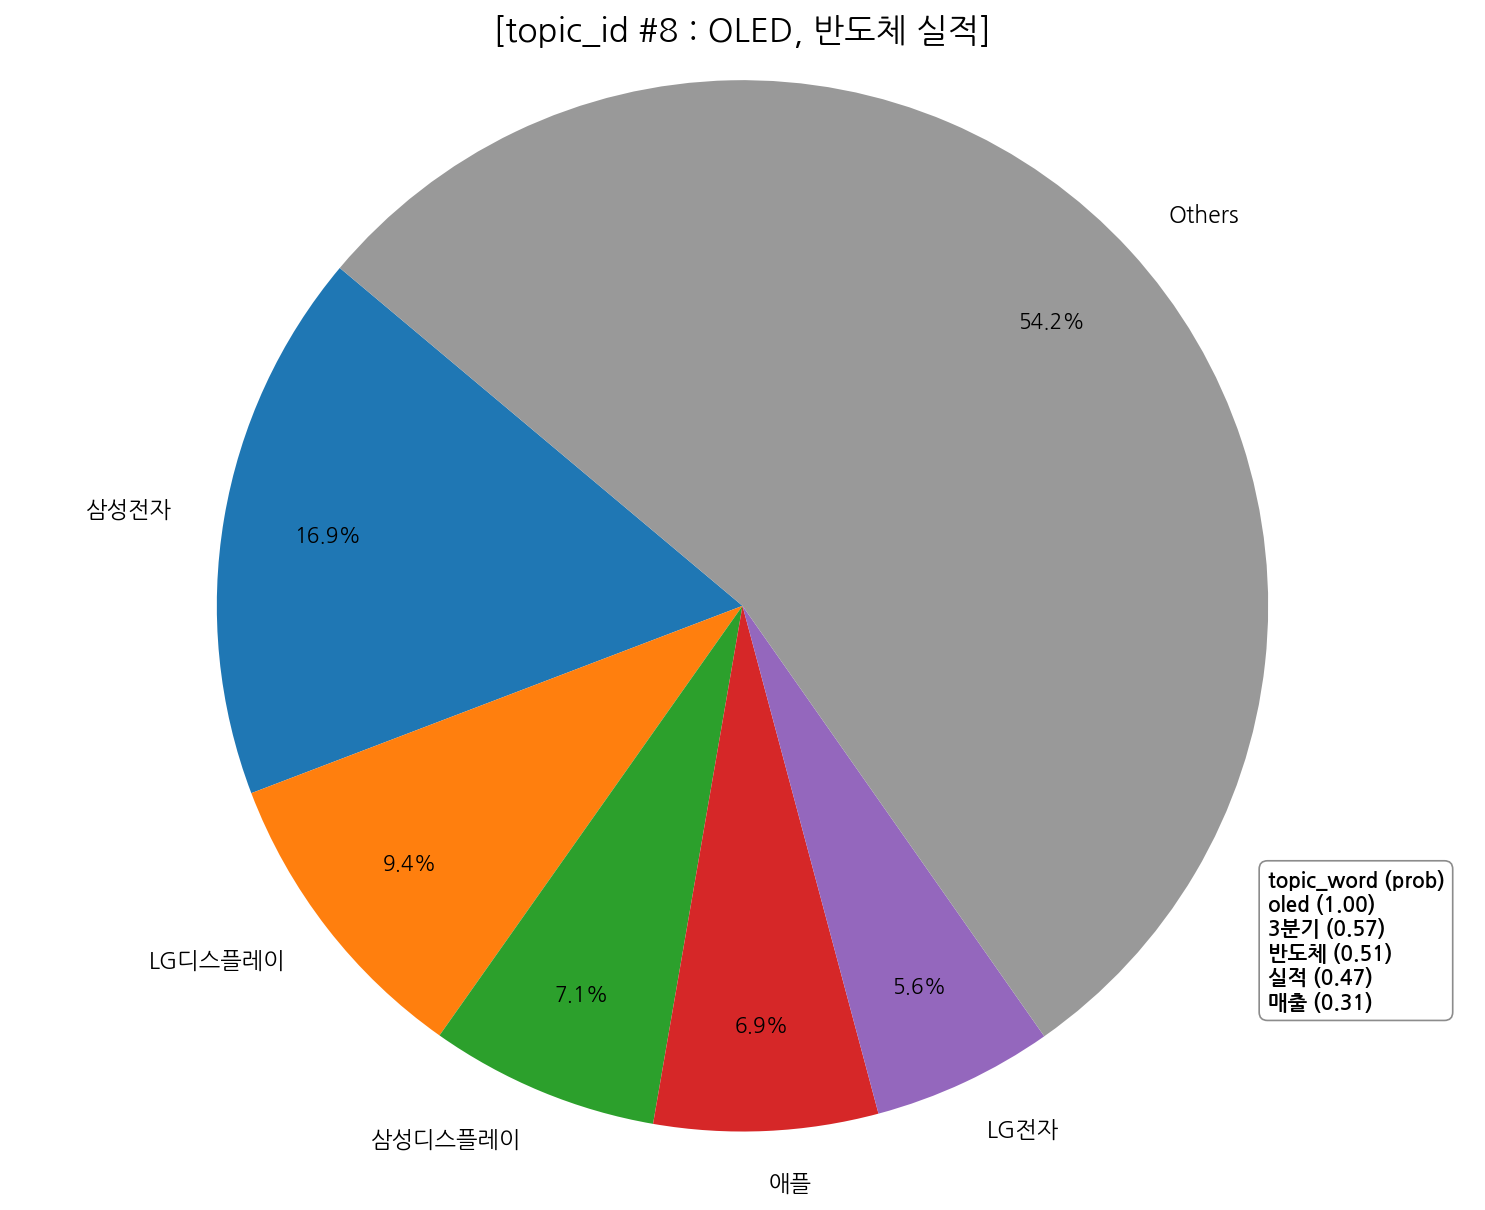 [topic_id #8 : OLED, 반도체 실적]
Others
54.2%
삼성전자
16.9%
9.4%
LG디스플레이
7.1%
삼성디스플레이
6.9%
애플
5.6%
LG전자
topic_word (prob)
oled (1.00)
3분기 (0.57)
반도체 (0.51)
실적 (0.47)
매출 (0.31)